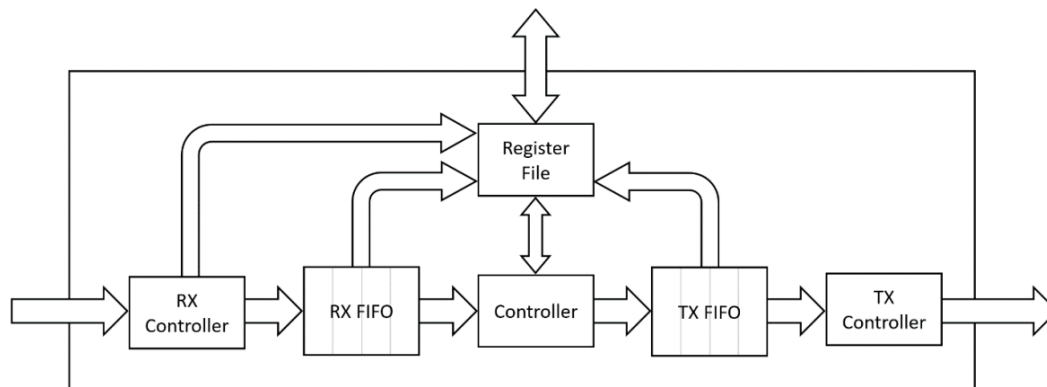 Register
File
RX
Controller
RX FIFO
Controller
TX FIFO
TX
Controller